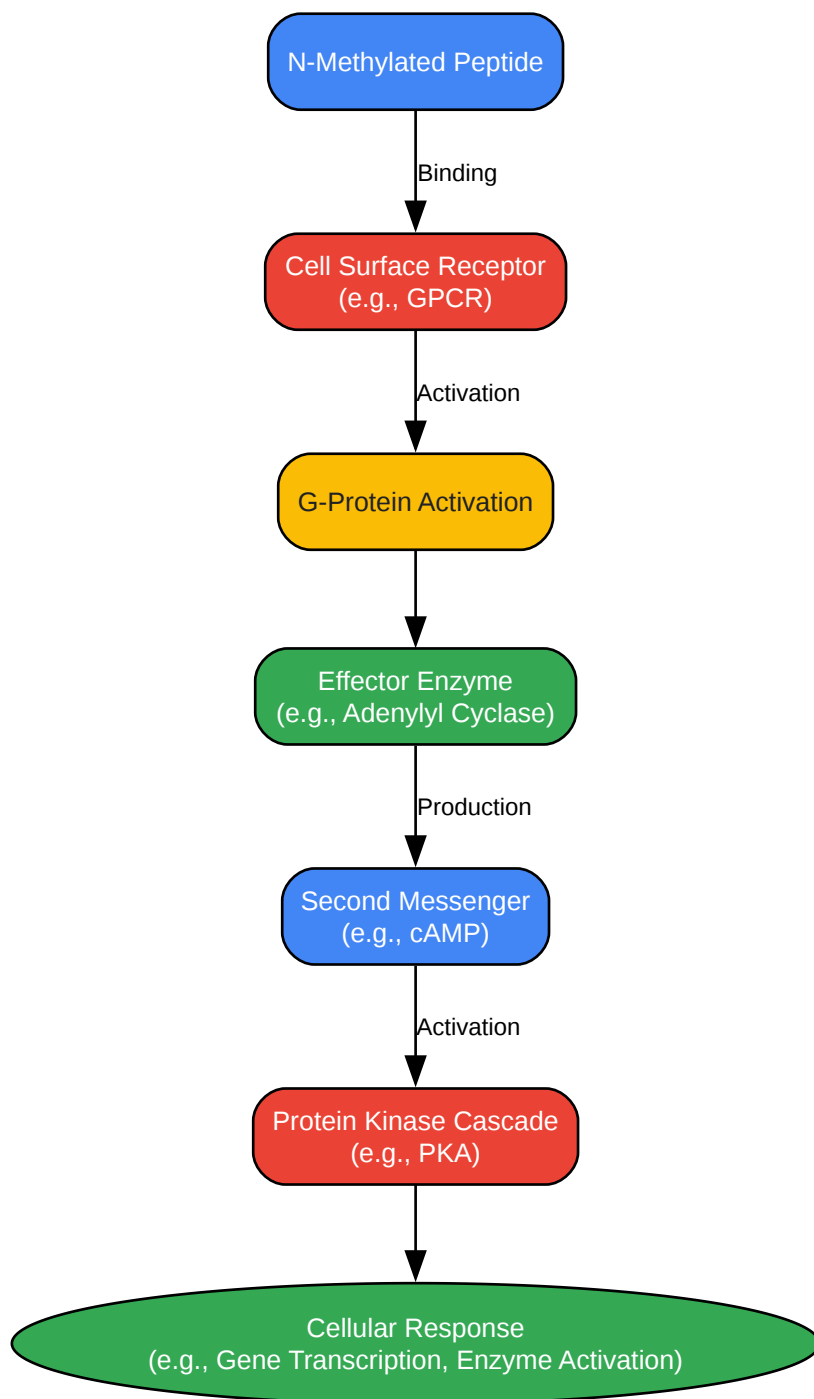 N-Methylated Peptide
Binding
Cell Surface Receptor
(e.g., GPCR)
Activation
G-Protein Activation
Effector Enzyme
(e.g., Adenylyl Cyclase)
Production
Second Messenger
(e.g., cAMP)
Activation
Protein Kinase Cascade
(e.g., PKA)
Cellular Response
(e.g., Gene Transcription, Enzyme Activation)